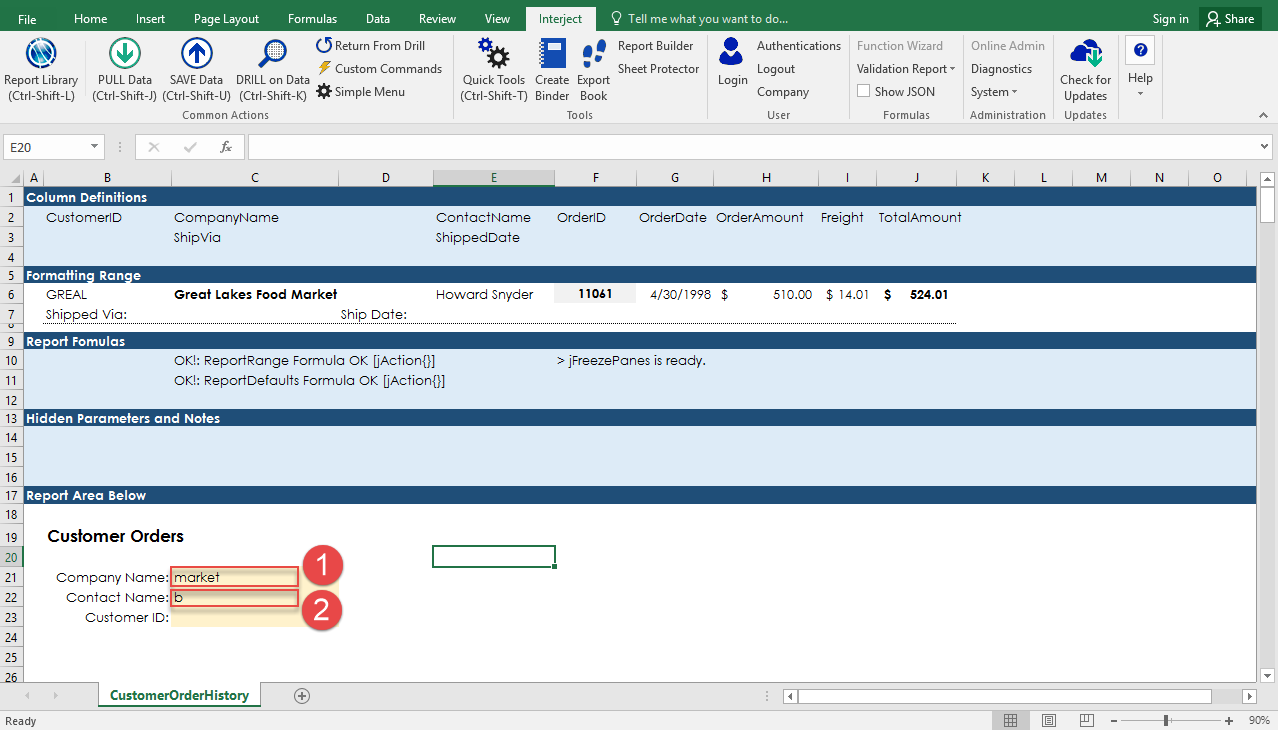 File Home Insert Page Layout Formulas Data Review View Interject Tell me what you want to do... Sign in Share
Report Library
(Ctrl-Shift-L)
PULL Data
(Ctrl-Shift-J)
SAVE Data
(Ctrl-Shift-U)
DRILL on Data
(Ctrl-Shift-K)
Return From Drill
Custom Commands
Simple Menu
Common Actions
Quick Tools
(Ctrl-Shift-T)
Create
Binder
Export
Book
Report Builder
Sheet Protector
Tools
Login
Authentications
Logout
Company
User
Function Wizard
Validation Report
Show JSON
Formulas
Online Admin
Diagnostics
System
Administration
Check for
Updates
Updates
Help
E20 fx
A B C D E F G H I J K L M N O
1 Column Definitions
2 CustomerID CompanyName ContactName OrderID OrderDate OrderAmount Freight TotalAmount
3 ShipVia ShippedDate
4
5 Formatting Range
6 GREAL Great Lakes Food Market Howard Snyder 11061 4/30/1998 $ 510.00 $ 14.01 $ 524.01
7 Shipped Via: Ship Date:
8
9 Report Fomulas
10 OK!: ReportRange Formula OK [jAction{}] > jFreezePanes is ready.
11 OK!: ReportDefaults Formula OK [jAction{}]
12
13 Hidden Parameters and Notes
14
15
16
17 Report Area Below
18
19 Customer Orders
20
21 Company Name: market 1
22 Contact Name: b 2
23 Customer ID:
24
25
26
CustomerOrderHistory
Ready 90%